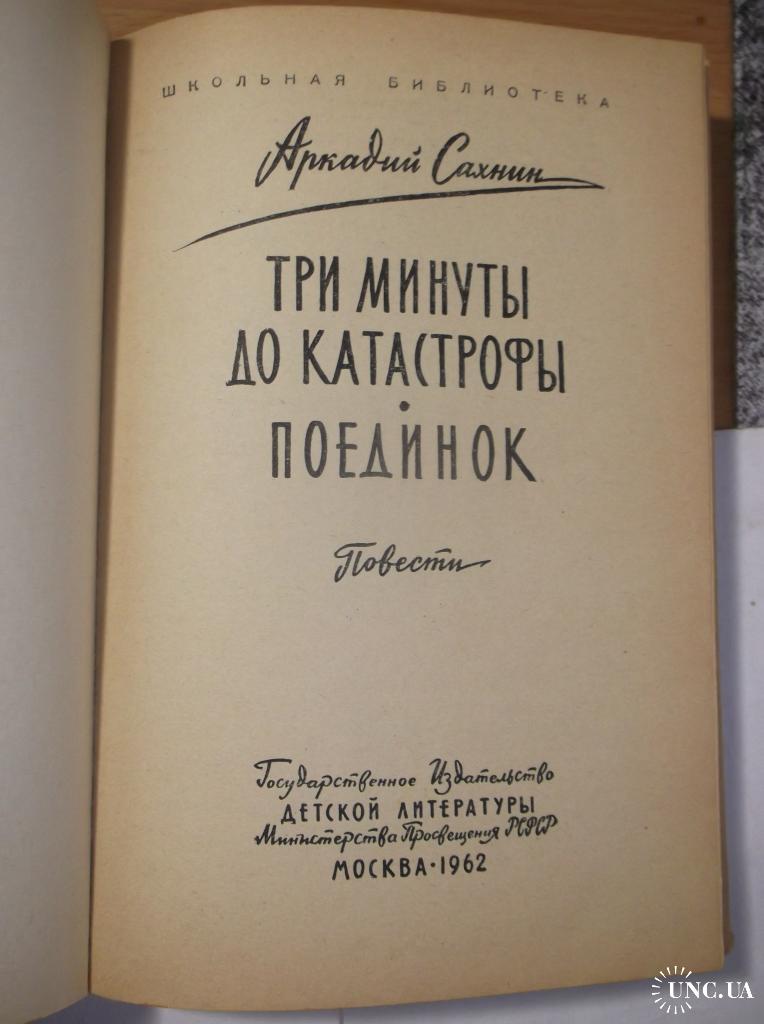 ШКОЛЬНАЯ БИБЛИОТЕКА
Аркадий Сахнин
ТРИ МИНУТЫ
ДО КАТАСТРОФЫ
•
ПОЕДИНОК
Повести
Государственное Издательство
ДЕТСКОЙ ЛИТЕРАТУРЫ
Министерства Просвещения РСФСР
МОСКВА • 1962
UNC.UA